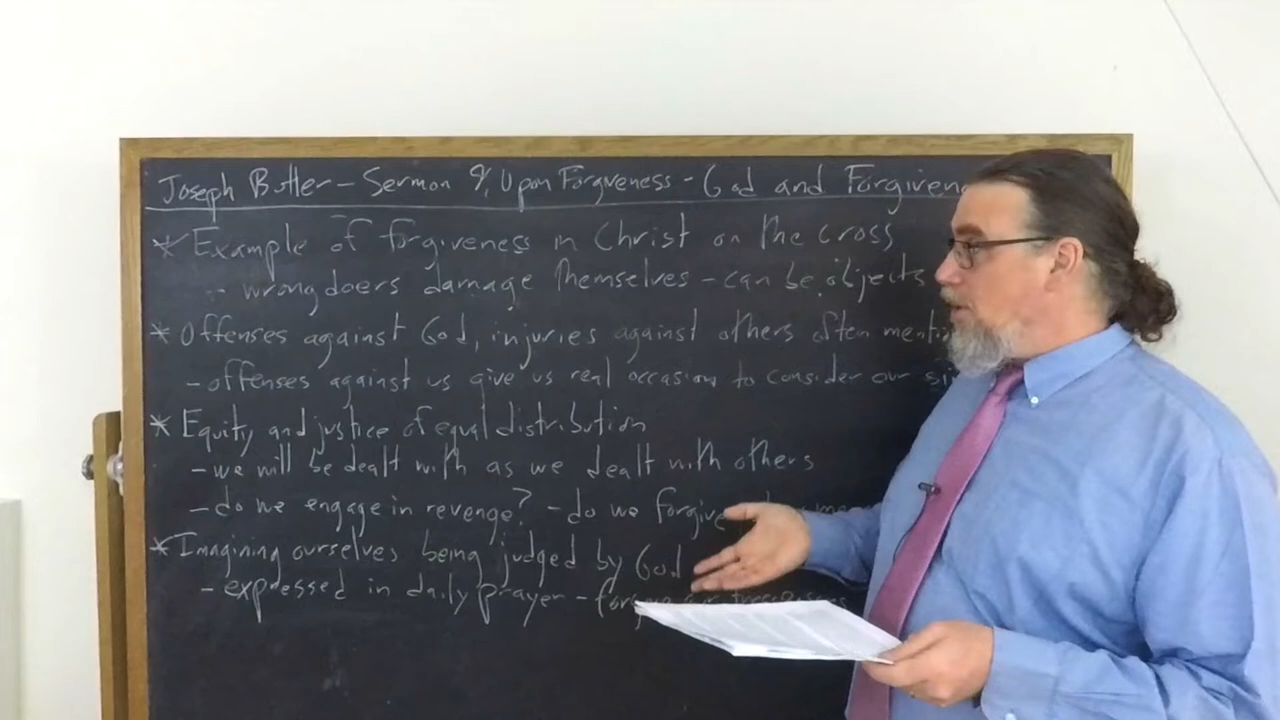 Joseph Butler - Sermon 9, Upon Forgiveness - God and Forgiven
* Example of forgiveness in Christ on the cross
- wrongdoers damage themselves - can be objects
* Offenses against God, injuries against others often menti
- offenses against us give us real occasion to consider our si
* Equity and justice of equal distribution
- we will be dealt with as we dealt with others
- do we engage in revenge? - do we forgive
* Imagining ourselves being judged by God
- expressed in daily prayer - trespasses